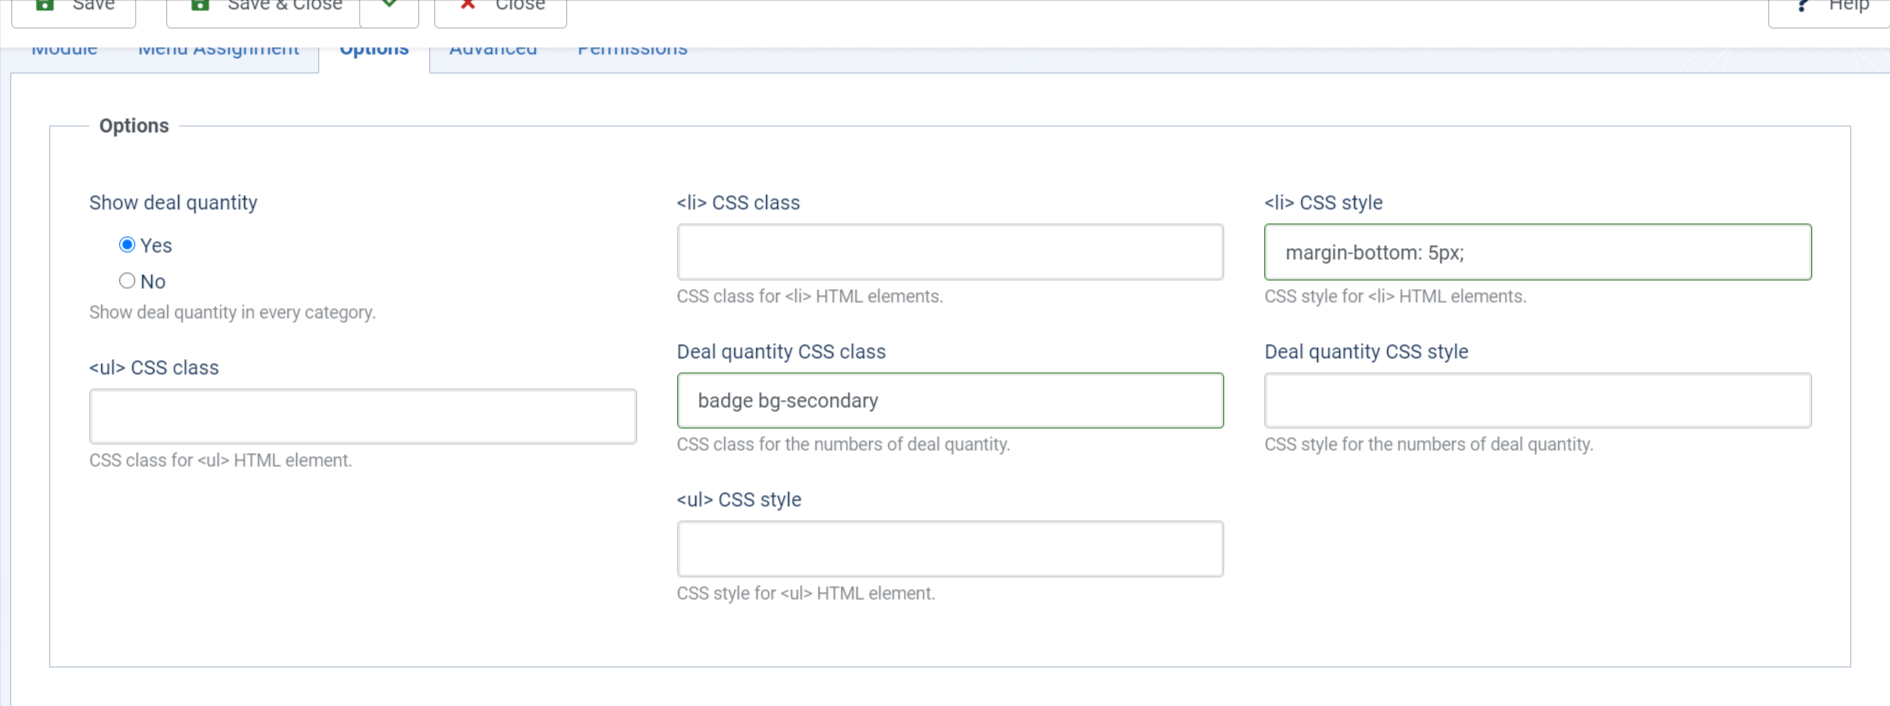 Save
Save & Close
Close
Help
Module
Menu Assignment
Options
Advanced
Permissions
Options
Show deal quantity
Yes
No
Show deal quantity in every category.
<ul> CSS class
CSS class for <ul> HTML element.
<li> CSS class
CSS class for <li> HTML elements.
Deal quantity CSS class
badge bg-secondary
CSS class for the numbers of deal quantity.
<ul> CSS style
CSS style for <ul> HTML element.
<li> CSS style
margin-bottom: 5px;
CSS style for <li> HTML elements.
Deal quantity CSS style
CSS style for the numbers of deal quantity.